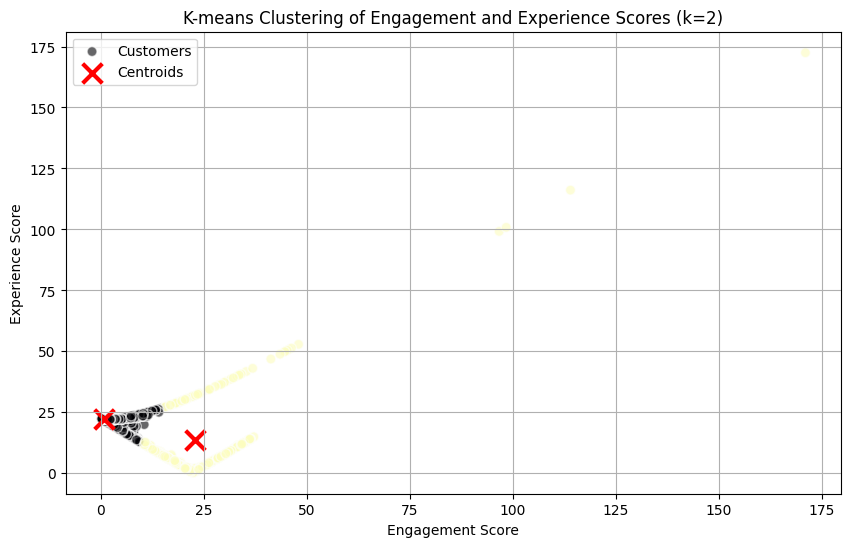 K-means Clustering of Engagement and Experience Scores (k=2)
Customers
Centroids
Experience Score
175
150
125
100
75
50
25
0
0 25 50 75 100 125 150 175
Engagement Score